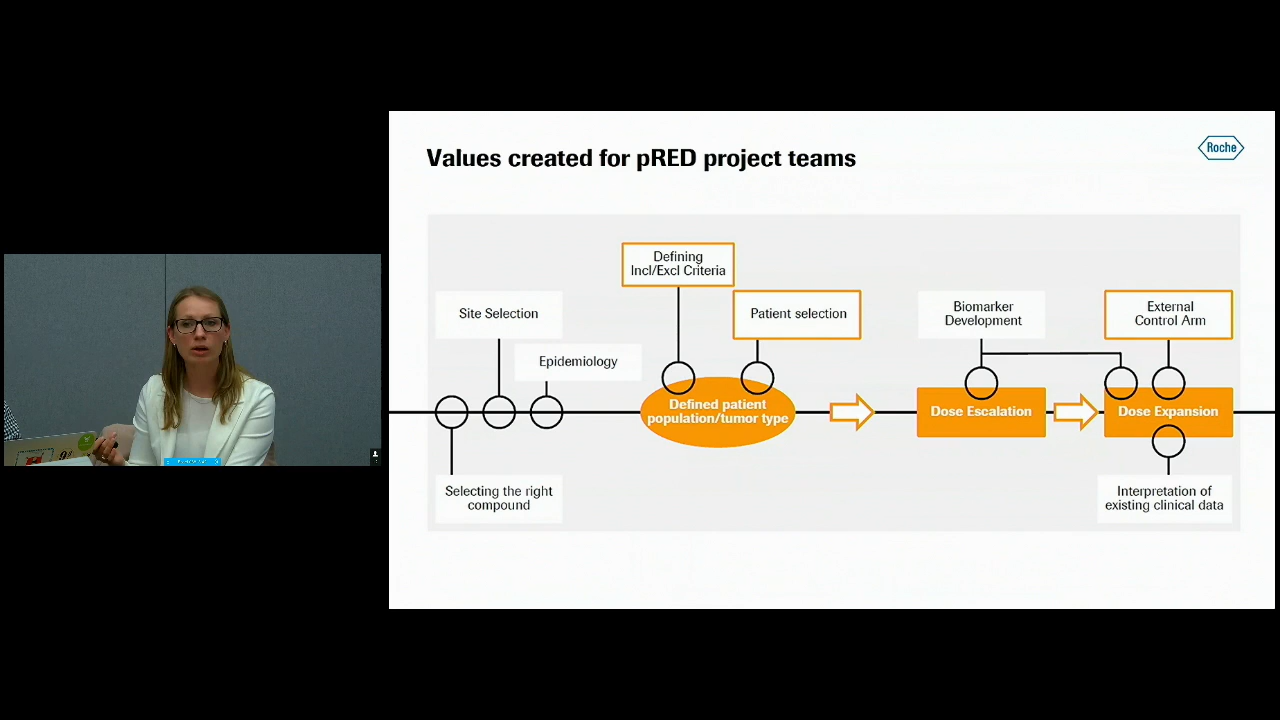 Values created for pRED project teams
Roche
Defining
Incl/Excl Criteria
Site Selection
Patient selection
Biomarker
Development
External
Control Arm
Epidemiology
Defined patient
population/tumor type
Dose Escalation
Dose Expansion
Selecting the right
compound
Interpretation of
existing clinical data